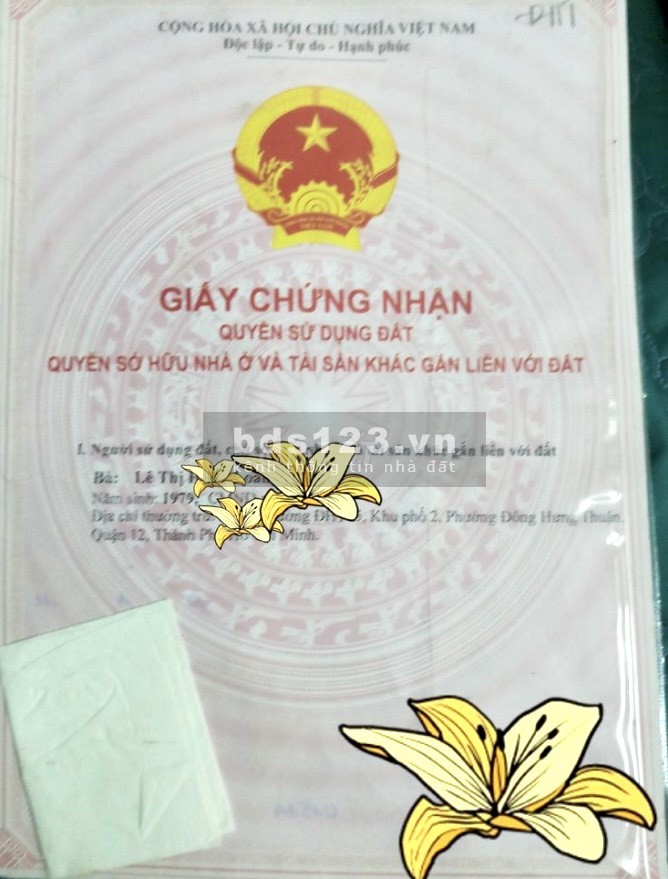 CỘNG HÒA XÃ HỘI CHỦ NGHĨA VIỆT NAM
Độc lập - Tự do - Hạnh phúc
GIẤY CHỨNG NHẬN
QUYỀN SỬ DỤNG ĐẤT
QUYỀN SỞ HỮU NHÀ Ở VÀ TÀI SẢN KHÁC GẮN LIỀN VỚI ĐẤT
I. Người sử dụng đất, gắn liền với đất
bds123.vn
kênh thông tin nhà đất
Bà: Lê Thị
Năm sinh: 1979,
Địa chỉ thường Khu phố 2, Phường Đông Hưng Thuận,
Quận 12, Thành Minh.